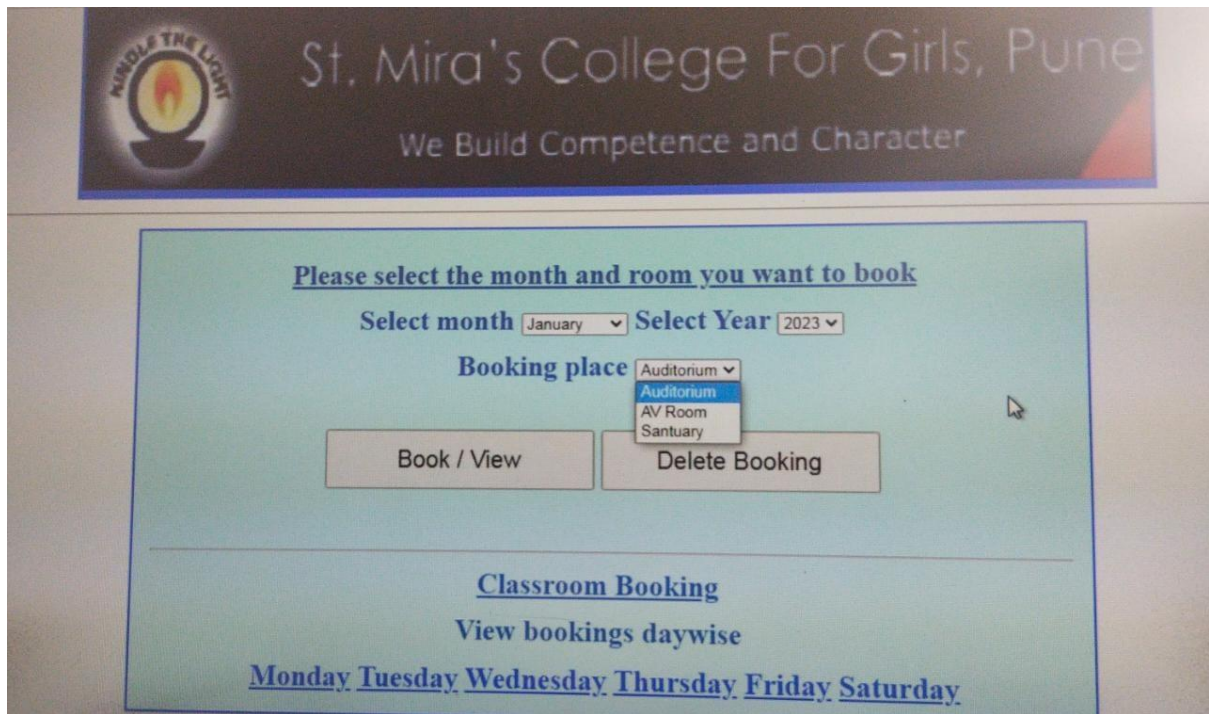 KINDLE THE LIGHT
St. Mira's College For Girls, Pune
We Build Competence and Character
Please select the month and room you want to book
Select month January Select Year 2023
Booking place Auditorium
Auditorium
AV Room
Santuary
Book / View Delete Booking
Classroom Booking
View bookings daywise
Monday Tuesday Wednesday Thursday Friday Saturday